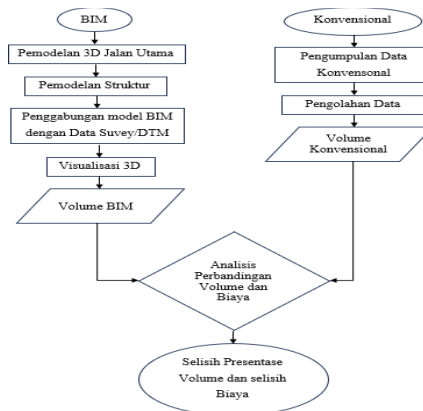 BIM
Pemodelan 3D Jalan Utama
Pemodelan Struktur
Penggabungan model BIM
dengan Data Suvey/DTM
Visualisasi 3D
Volume BIM
Konvensional
Pengumpulan Data
Konvensonal
Pengolahan Data
Volume
Konvensional
Analisis
Perbandingan
Volume dan
Biaya
Selisih Presentase
Volume dan selisih
Biaya